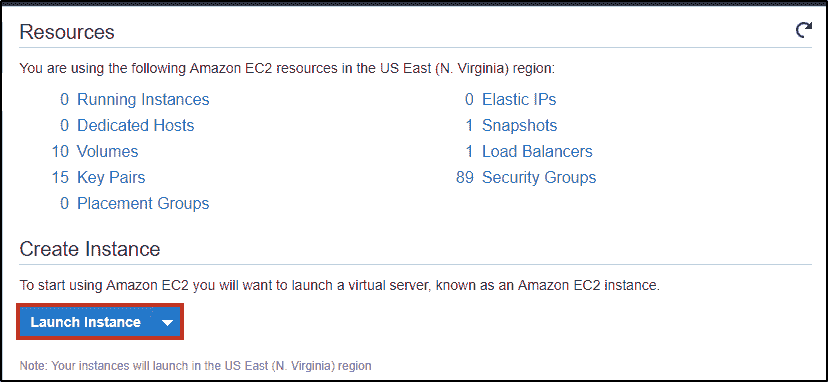 Resources
You are using the following Amazon EC2 resources in the US East (N. Virginia) region:
0 Running Instances
0 Dedicated Hosts
10 Volumes
15 Key Pairs
0 Placement Groups
0 Elastic IPs
1 Snapshots
1 Load Balancers
89 Security Groups
Create Instance
To start using Amazon EC2 you will want to launch a virtual server, known as an Amazon EC2 instance.
Launch Instance
Note: Your instances will launch in the US East (N. Virginia) region